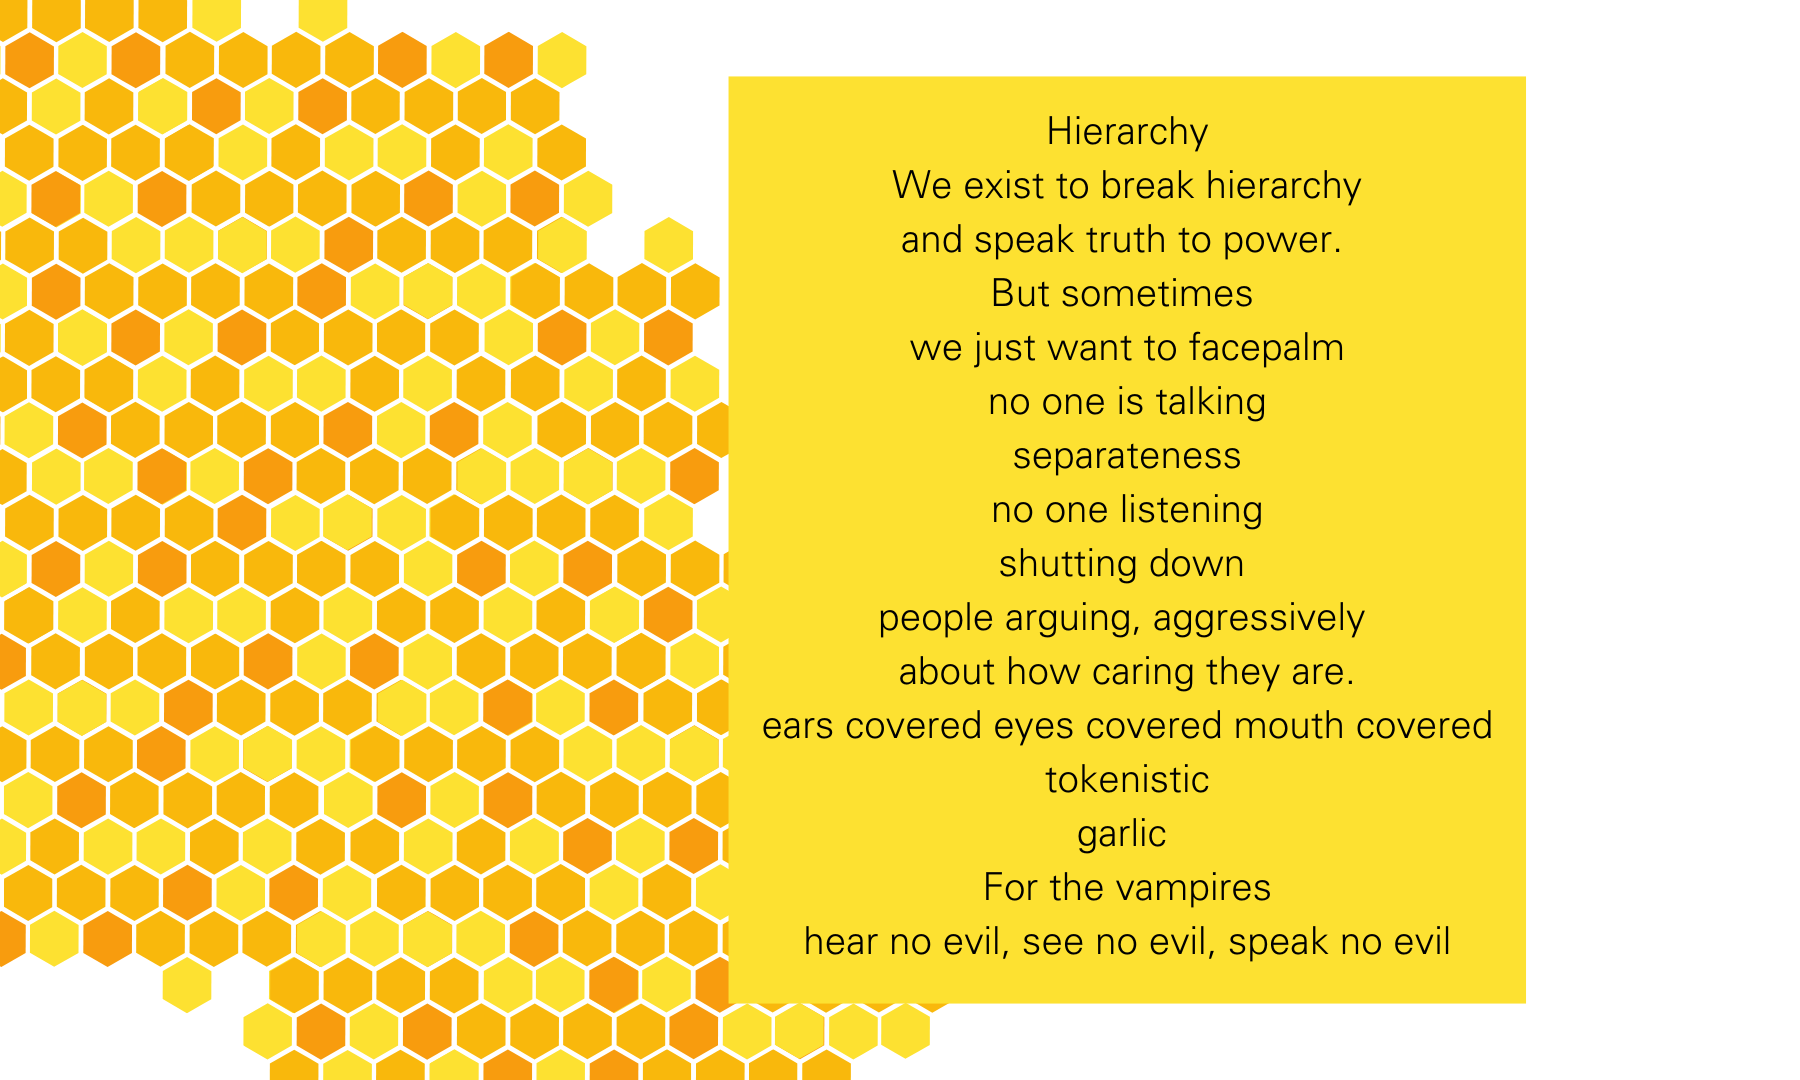 Hierarchy
We exist to break hierarchy
and speak truth to power.
But sometimes
we just want to facepalm
no one is talking
separateness
no one listening
shutting down
people arguing, aggressively
about how caring they are.
ears covered eyes covered mouth covered
tokenistic
garlic
For the vampires
hear no evil, see no evil, speak no evil